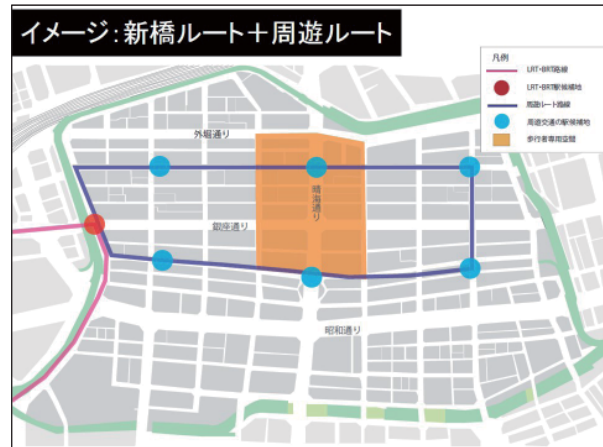 イメージ:新橋ルート+周遊ルート
凡例
LRT・BRT路線
LRT・BRT駅候補地
周遊ルート路線
周遊交通の駅候補地
歩行者専用空間
外堀通り
晴海通り
銀座通り
昭和通り